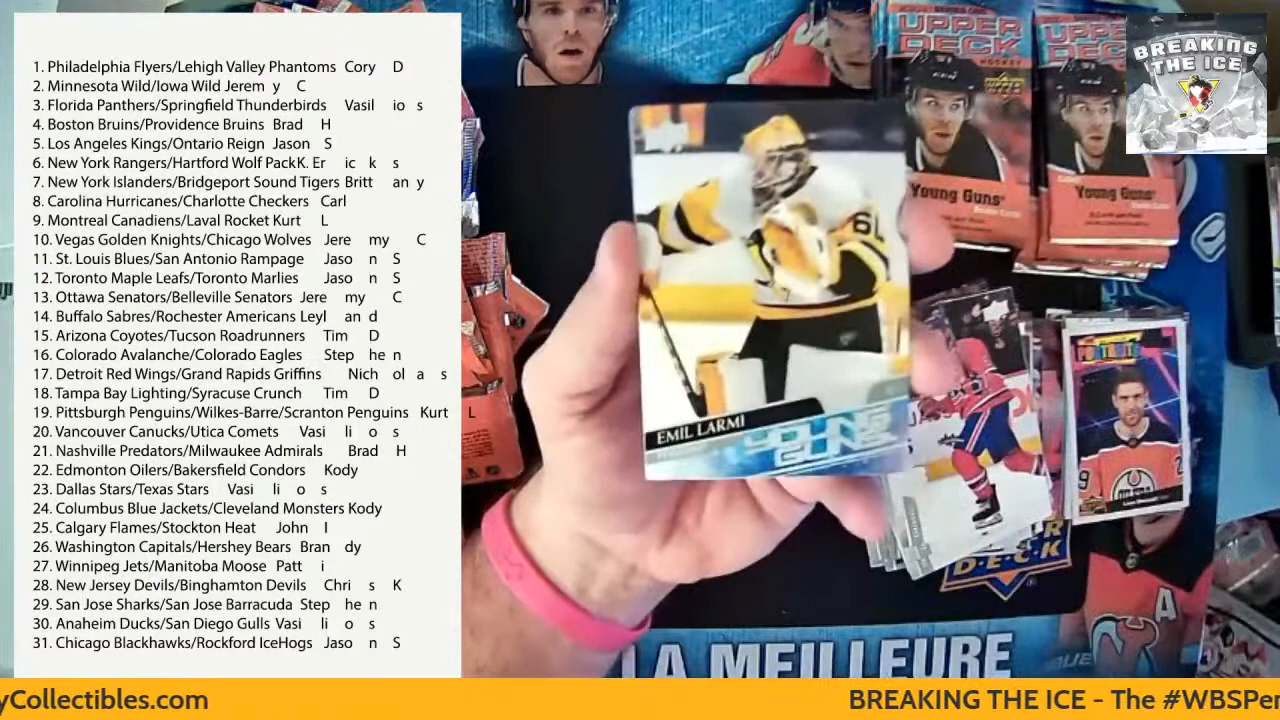 1. Philadelphia Flyers/Lehigh Valley Phantoms Cory D
2. Minnesota Wild/Iowa Wild Jerem y C
3. Florida Panthers/Springfield Thunderbirds Vasil io s
4. Boston Bruins/Providence Bruins Brad H
5. Los Angeles Kings/Ontario Reign Jason S
6. New York Rangers/Hartford Wolf PackK. Er ic k s
7. New York Islanders/Bridgeport Sound Tigers Britt an y
8. Carolina Hurricanes/Charlotte Checkers Carl
9. Montreal Canadiens/Laval Rocket Kurt L
10. Vegas Golden Knights/Chicago Wolves Jere my C
11. St. Louis Blues/San Antonio Rampage Jaso n S
12. Toronto Maple Leafs/Toronto Marlies Jaso n S
13. Ottawa Senators/Belleville Senators Jere my C
14. Buffalo Sabres/Rochester Americans Leyl an d
15. Arizona Coyotes/Tucson Roadrunners Tim D
16. Colorado Avalanche/Colorado Eagles Step he n
17. Detroit Red Wings/Grand Rapids Griffins Nich ol a s
18. Tampa Bay Lighting/Syracuse Crunch Tim D
19. Pittsburgh Penguins/Wilkes-Barre/Scranton Penguins Kurt L
20. Vancouver Canucks/Utica Comets Vasi li o s
21. Nashville Predators/Milwaukee Admirals Brad H
22. Edmonton Oilers/Bakersfield Condors Kody
23. Dallas Stars/Texas Stars Vasi li o s
24. Columbus Blue Jackets/Cleveland Monsters Kody
25. Calgary Flames/Stockton Heat John I
26. Washington Capitals/Hershey Bears Bran dy
27. Winnipeg Jets/Manitoba Moose Patt i
28. New Jersey Devils/Binghamton Devils Chri s K
29. San Jose Sharks/San Jose Barracuda Step he n
30. Anaheim Ducks/San Diego Gulls Vasi li o s
31. Chicago Blackhawks/Rockford IceHogs Jaso n S
UPPER DECK
HOCKEY
Young Guns
UPPER
Young Guns
BREAKING
THE ICE
60
EMIL LARMI
YOUNG GUNS
PORTRAITS
DECK
A
LA MEILLEURE
yCollectibles.com
BREAKING THE ICE - The #WBSPen